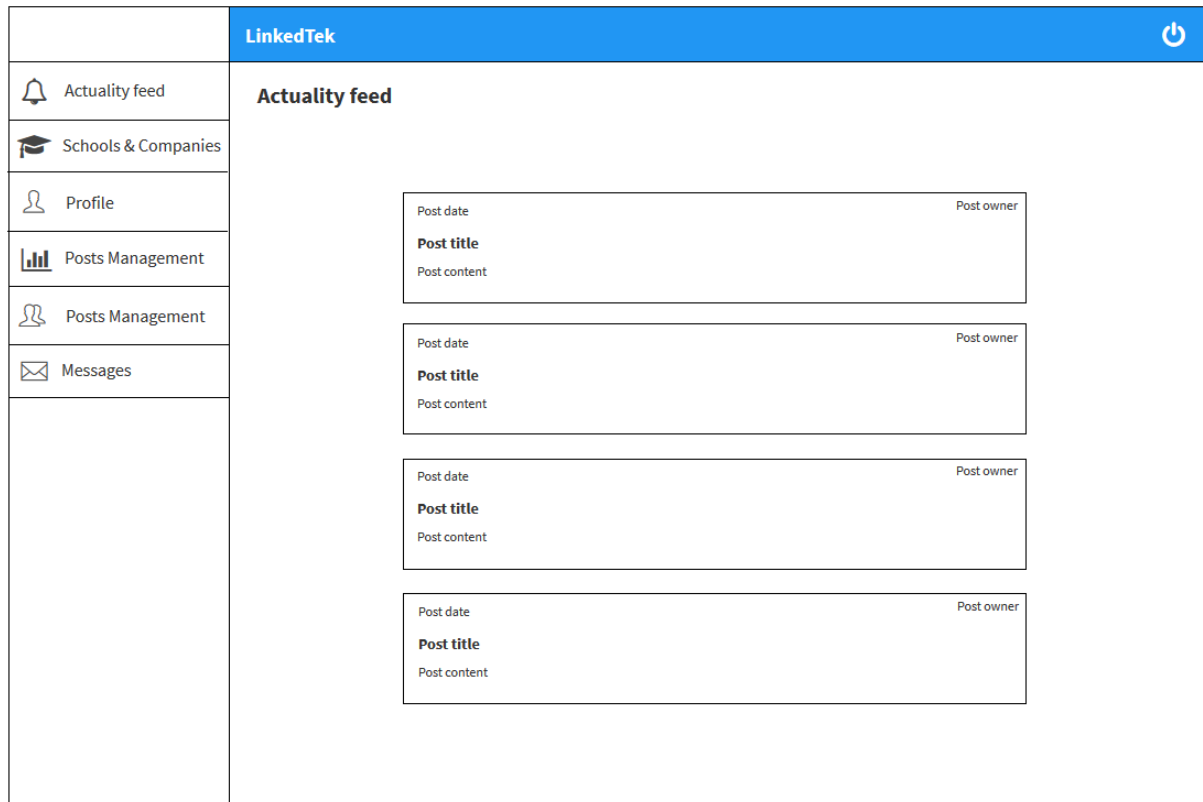 LinkedTek
Actuality feed
Schools & Companies
Profile
Posts Management
Posts Management
Messages
Actuality feed
Post date
Post owner
Post title
Post content
Post date
Post owner
Post title
Post content
Post date
Post owner
Post title
Post content
Post date
Post owner
Post title
Post content